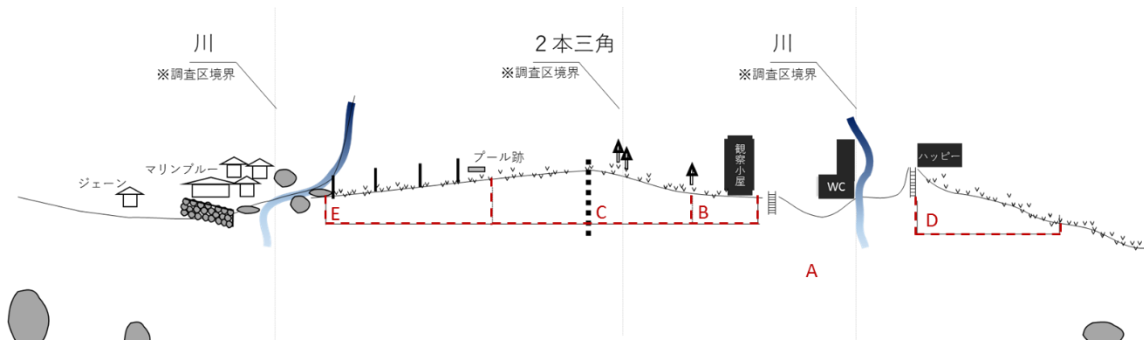 川
※調査区境界
2本三角
※調査区境界
川
※調査区境界
ジェーン
マリンブルー
プール跡
観察小屋
WC
ハッピー
E
C
B
D
A